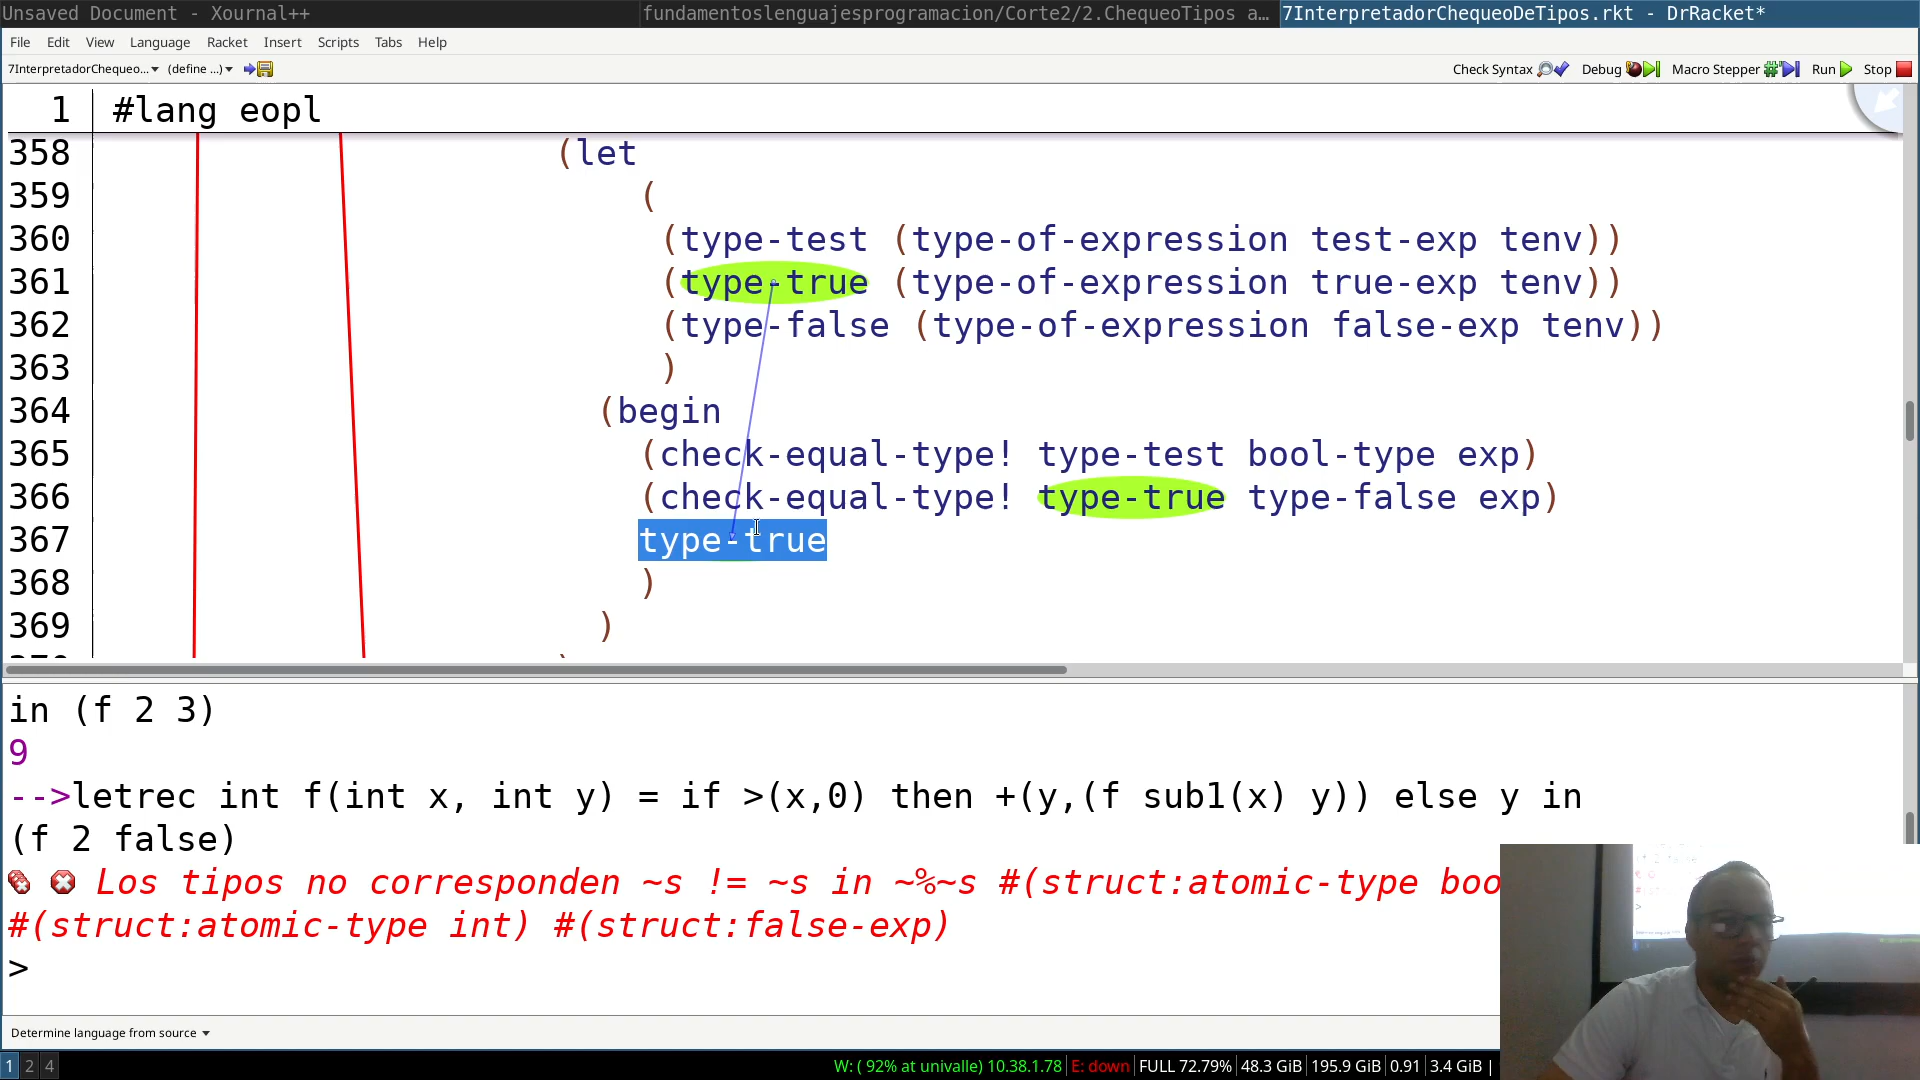 Unsaved Document - Xournal++
fundamentoslenguajesprogramacion/Corte2/2.ChequeoTipos a...
7InterpretadorChequeoDeTipos.rkt - DrRacket*
File Edit View Language Racket Insert Scripts Tabs Help
7InterpretadorChequeo... (define ...) Check Syntax Debug Macro Stepper Run Stop
1 #lang eopl
358 (let
359 (
360 (type-test (type-of-expression test-exp tenv))
361 (type-true (type-of-expression true-exp tenv))
362 (type-false (type-of-expression false-exp tenv))
363 )
364 (begin
365 (check-equal-type! type-test bool-type exp)
366 (check-equal-type! type-true type-false exp)
367 type-true
368 )
369 )
in (f 2 3)
9
-->letrec int f(int x, int y) = if >(x,0) then +(y,(f sub1(x) y)) else y in
(f 2 false)
Los tipos no corresponden ~s != ~s in ~%~s #(struct:atomic-type boo
#(struct:atomic-type int) #(struct:false-exp)
>
Determine language from source
1 2 4 W: ( 92% at univalle) 10.38.1.78 E: down FULL 72.79% 48.3 GiB 195.9 GiB 0.91 3.4 GiB